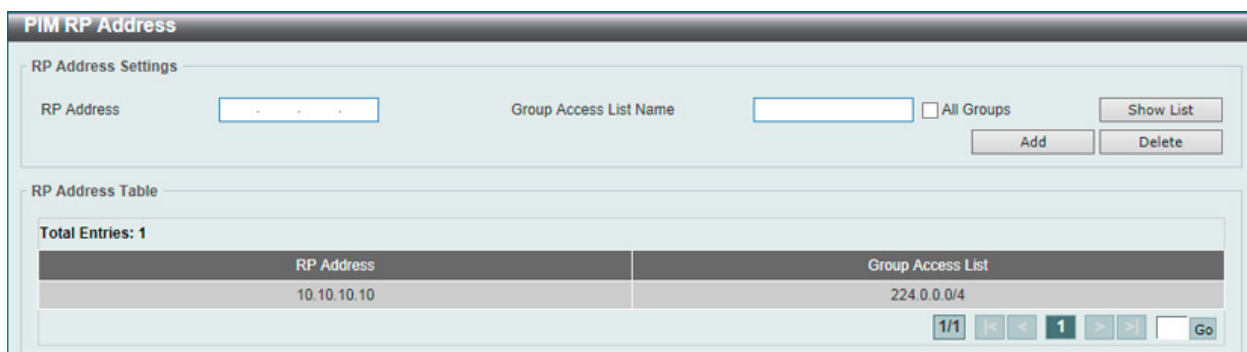 PIM RP Address
RP Address Settings
RP Address . . . Group Access List Name All Groups Show List
Add Delete
RP Address Table
Total Entries: 1
RP Address Group Access List
10.10.10.10 224.0.0.0/4
1/1 |< < 1 > >| Go